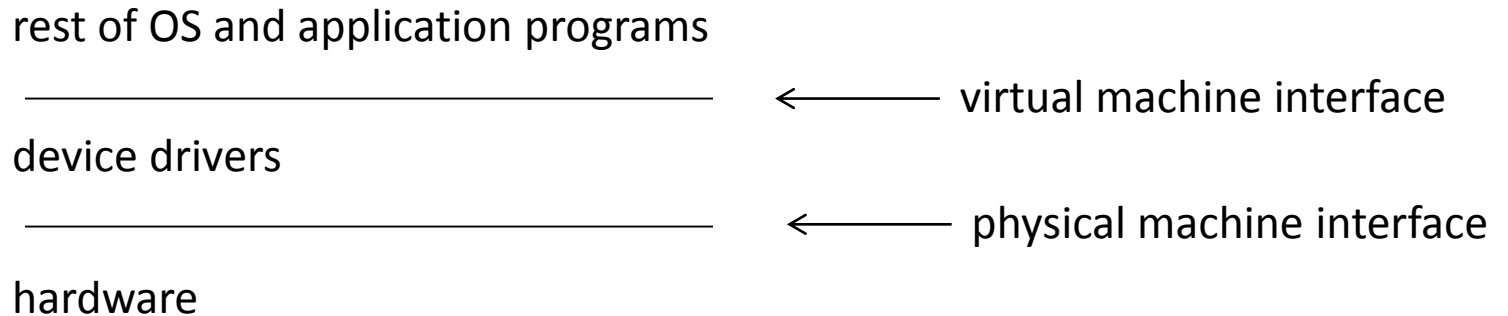 rest of OS and application programs
virtual machine interface
device drivers
physical machine interface
hardware